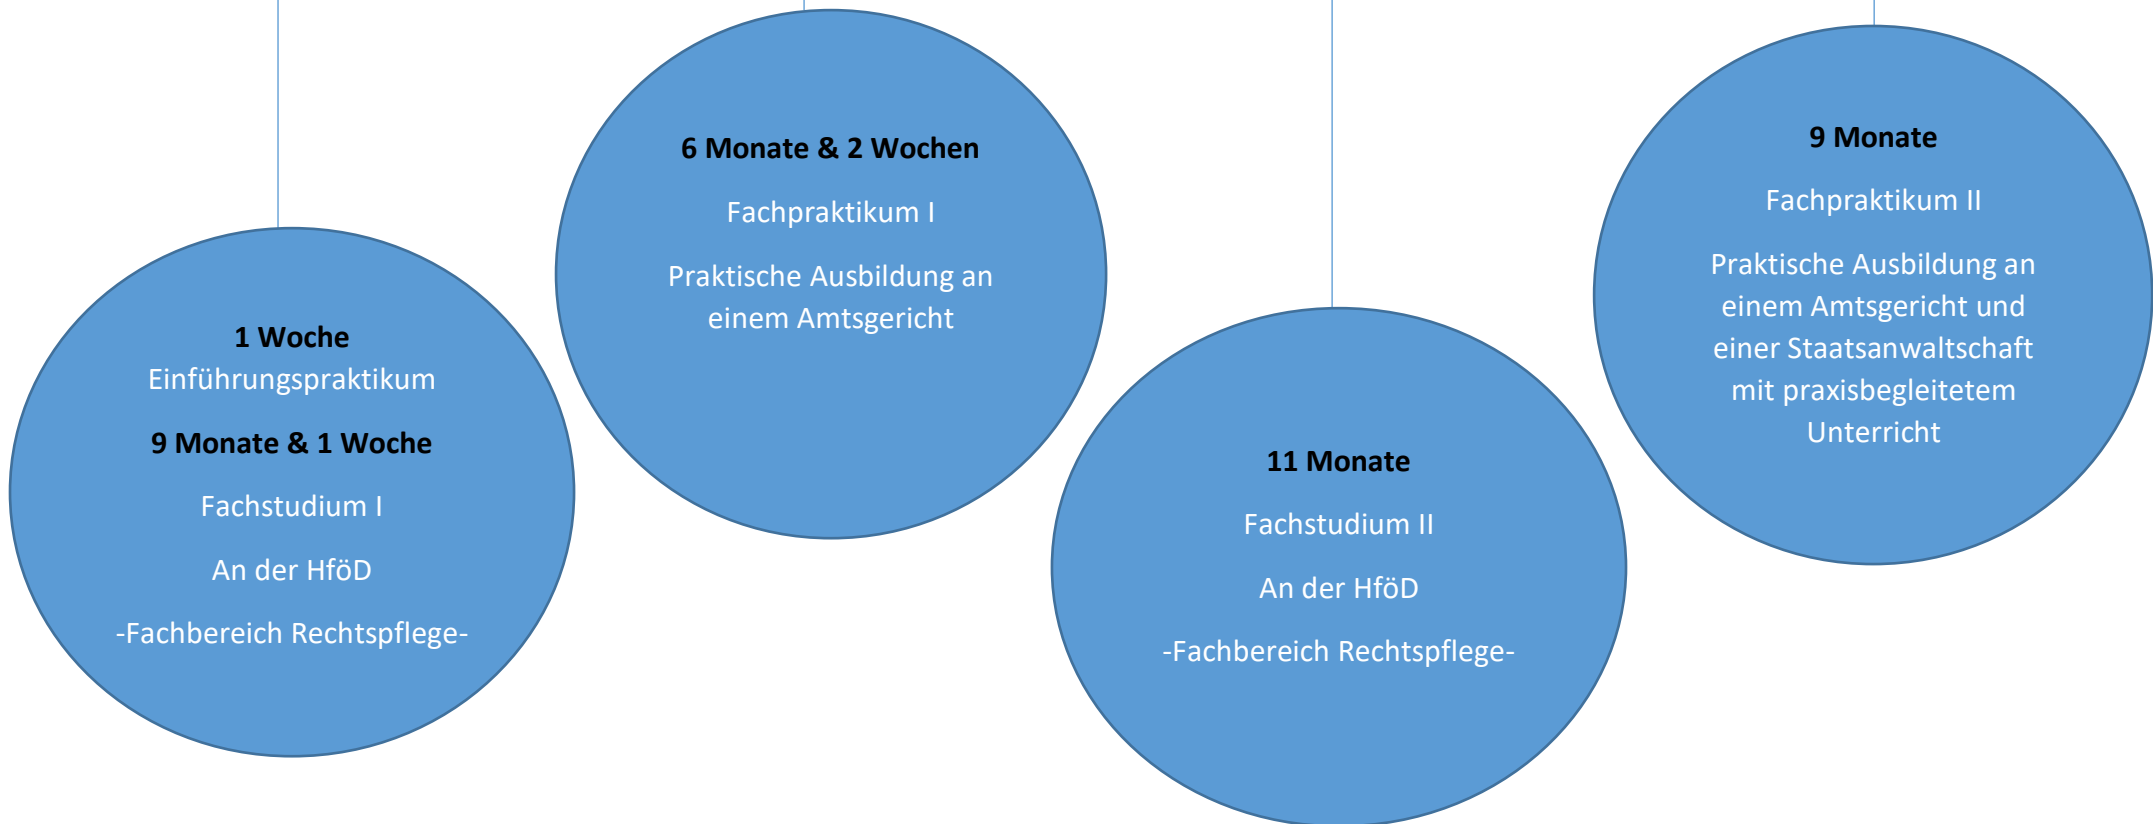 1 Woche
Einführungspraktikum
9 Monate & 1 Woche
Fachstudium I
An der HföD
-Fachbereich Rechtspflege-
6 Monate & 2 Wochen
Fachpraktikum I
Praktische Ausbildung an
einem Amtsgericht
11 Monate
Fachstudium II
An der HföD
-Fachbereich Rechtspflege-
9 Monate
Fachpraktikum II
Praktische Ausbildung an
einem Amtsgericht und
einer Staatsanwaltschaft
mit praxisbegleitetem
Unterricht